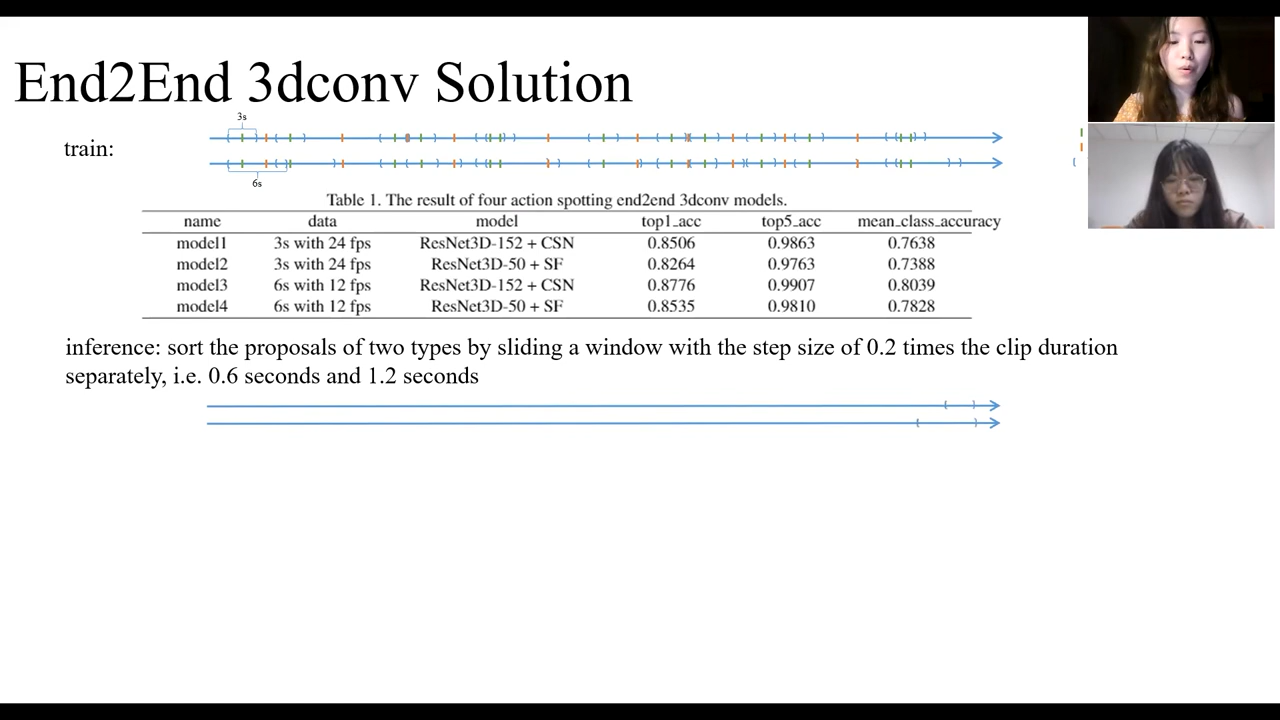 End2End 3dconv Solution
3s
train:
6s
Table 1. The result of four action spotting end2end 3dconv models.
name data model top1_acc top5_acc mean_class_accuracy
model1 3s with 24 fps ResNet3D-152 + CSN 0.8506 0.9863 0.7638
model2 3s with 24 fps ResNet3D-50 + SF 0.8264 0.9763 0.7388
model3 6s with 12 fps ResNet3D-152 + CSN 0.8776 0.9907 0.8039
model4 6s with 12 fps ResNet3D-50 + SF 0.8535 0.9810 0.7828
inference: sort the proposals of two types by sliding a window with the step size of 0.2 times the clip duration
separately, i.e. 0.6 seconds and 1.2 seconds